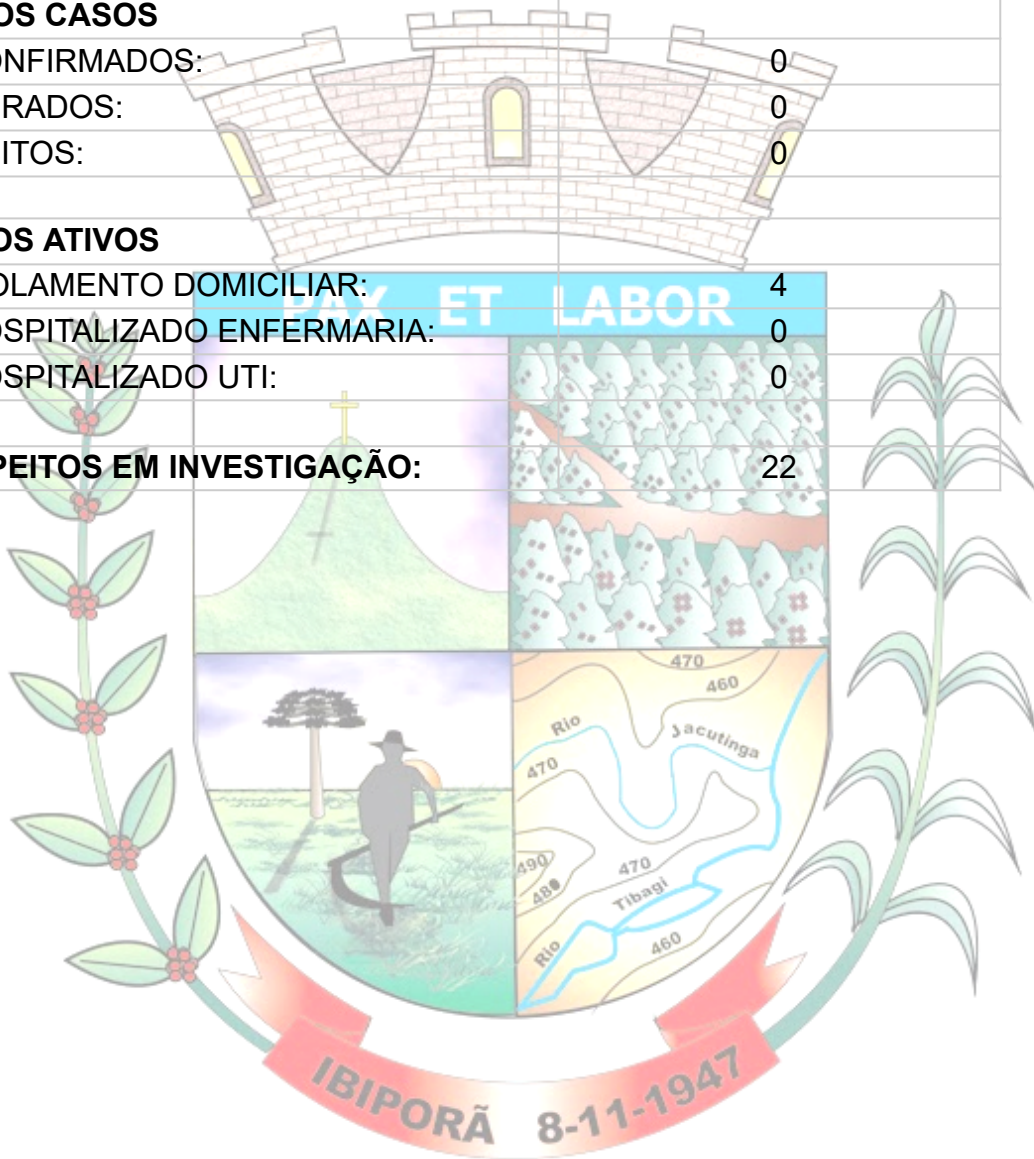 OS CASOS
ONFIRMADOS: 0
RADOS: 0
ITOS: 0
OS ATIVOS
OLAMENTO DOMICILIAR: 4
OSPITALIZADO ENFERMARIA: 0
OSPITALIZADO UTI: 0
PEITOS EM INVESTIGAÇÃO: 22
PAX ET LABOR
470
460
Rio Jacutinga
470
490
480
470
Rio Tibagi
460
IBIPORÃ 8-11-1947